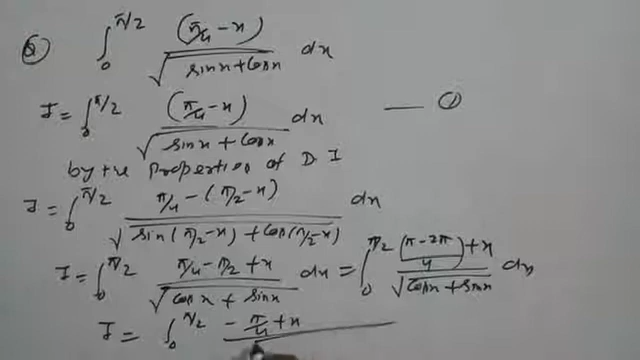 Q ∫₀^π/2 (π/4 - x) / √(sinx + cosx) dx
I = ∫₀^π/2 (π/4 - x) / √(sinx + cosx) dx — ①
by the Properties of D I
I = ∫₀^π/2 π/4 - (π/2 - x) / √(sin(π/2 - x) + cos(π/2 - x)) dx
I = ∫₀^π/2 π/4 - π/2 + x / √(cosx + sinx) dx = ∫₀^π/2 (π - 2π / 4) + x / √(cosx + sinx) dx
I = ∫₀^π/2 - π/4 + x